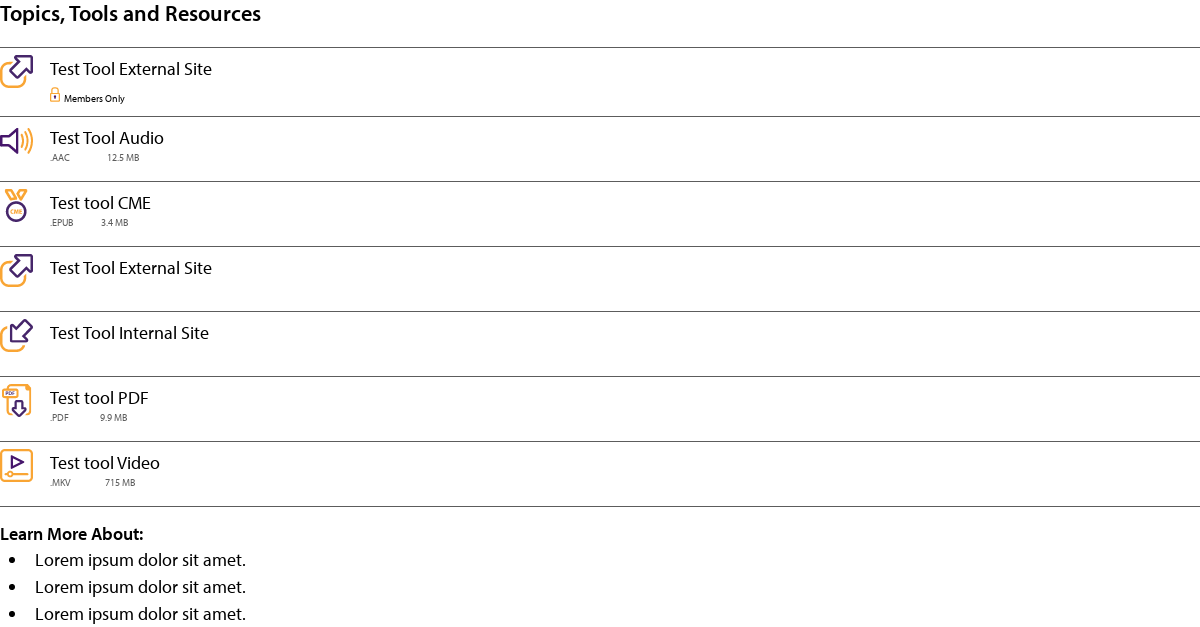 Topics, Tools and Resources
Test Tool External Site
Members Only
Test Tool Audio
.AAC 12.5 MB
CME
Test tool CME
.EPUB 3.4 MB
Test Tool External Site
Test Tool Internal Site
PDF
Test tool PDF
.PDF 9.9 MB
Test tool Video
.MKV 715 MB
Learn More About:
• Lorem ipsum dolor sit amet.
• Lorem ipsum dolor sit amet.
• Lorem ipsum dolor sit amet.